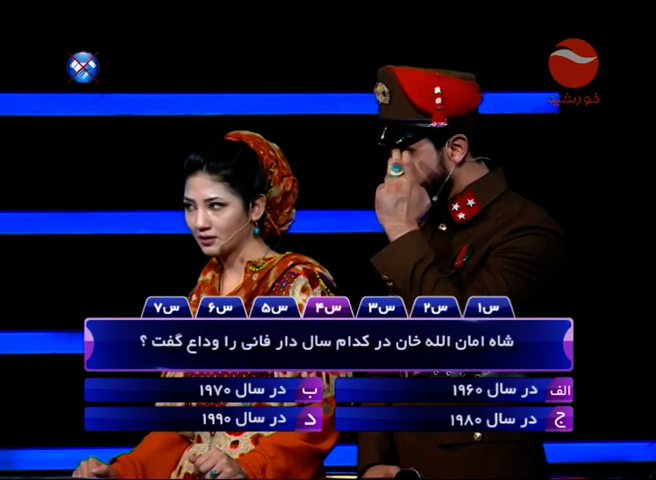 خورشید
س۱ س۲ س۳ س۴ س۵ س۶ س۷
شاه امان الله خان در کدام سال دار فانی را وداع گفت ؟
الف در سال ۱۹۶۰
ب در سال ۱۹۷۰
ج در سال ۱۹۸۰
د در سال ۱۹۹۰